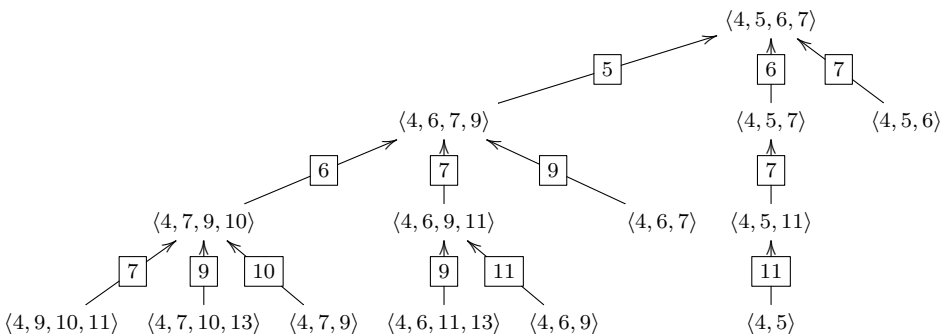 ⟨4, 5, 6, 7⟩
5 6 7
⟨4, 6, 7, 9⟩ ⟨4, 5, 7⟩ ⟨4, 5, 6⟩
6 7 9 7
⟨4, 7, 9, 10⟩ ⟨4, 6, 9, 11⟩ ⟨4, 6, 7⟩ ⟨4, 5, 11⟩
7 9 10 9 11 11
⟨4, 9, 10, 11⟩ ⟨4, 7, 10, 13⟩ ⟨4, 7, 9⟩ ⟨4, 6, 11, 13⟩ ⟨4, 6, 9⟩ ⟨4, 5⟩